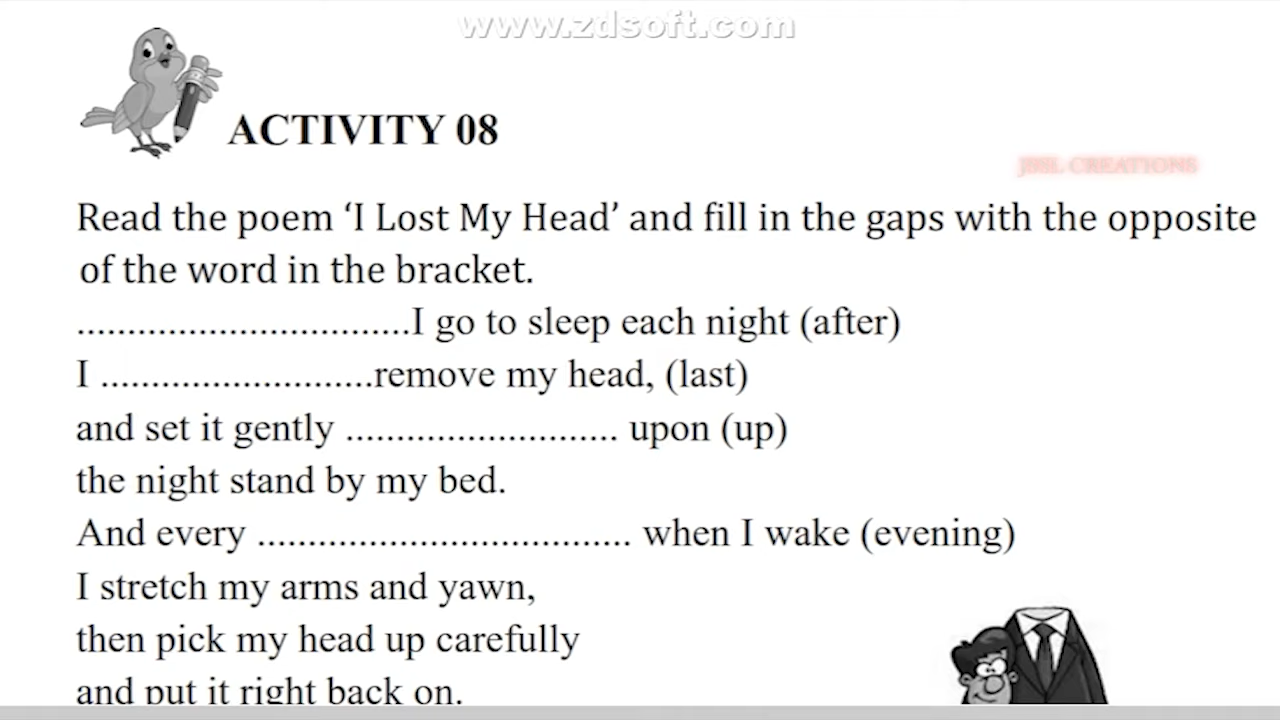 www.zdsoft.com
ACTIVITY 08
JBSL CREATIONS
Read the poem ‘I Lost My Head’ and fill in the gaps with the opposite
of the word in the bracket.
.................................I go to sleep each night (after)
I ...........................remove my head, (last)
and set it gently ........................... upon (up)
the night stand by my bed.
And every ..................................... when I wake (evening)
I stretch my arms and yawn,
then pick my head up carefully
and put it right back on.